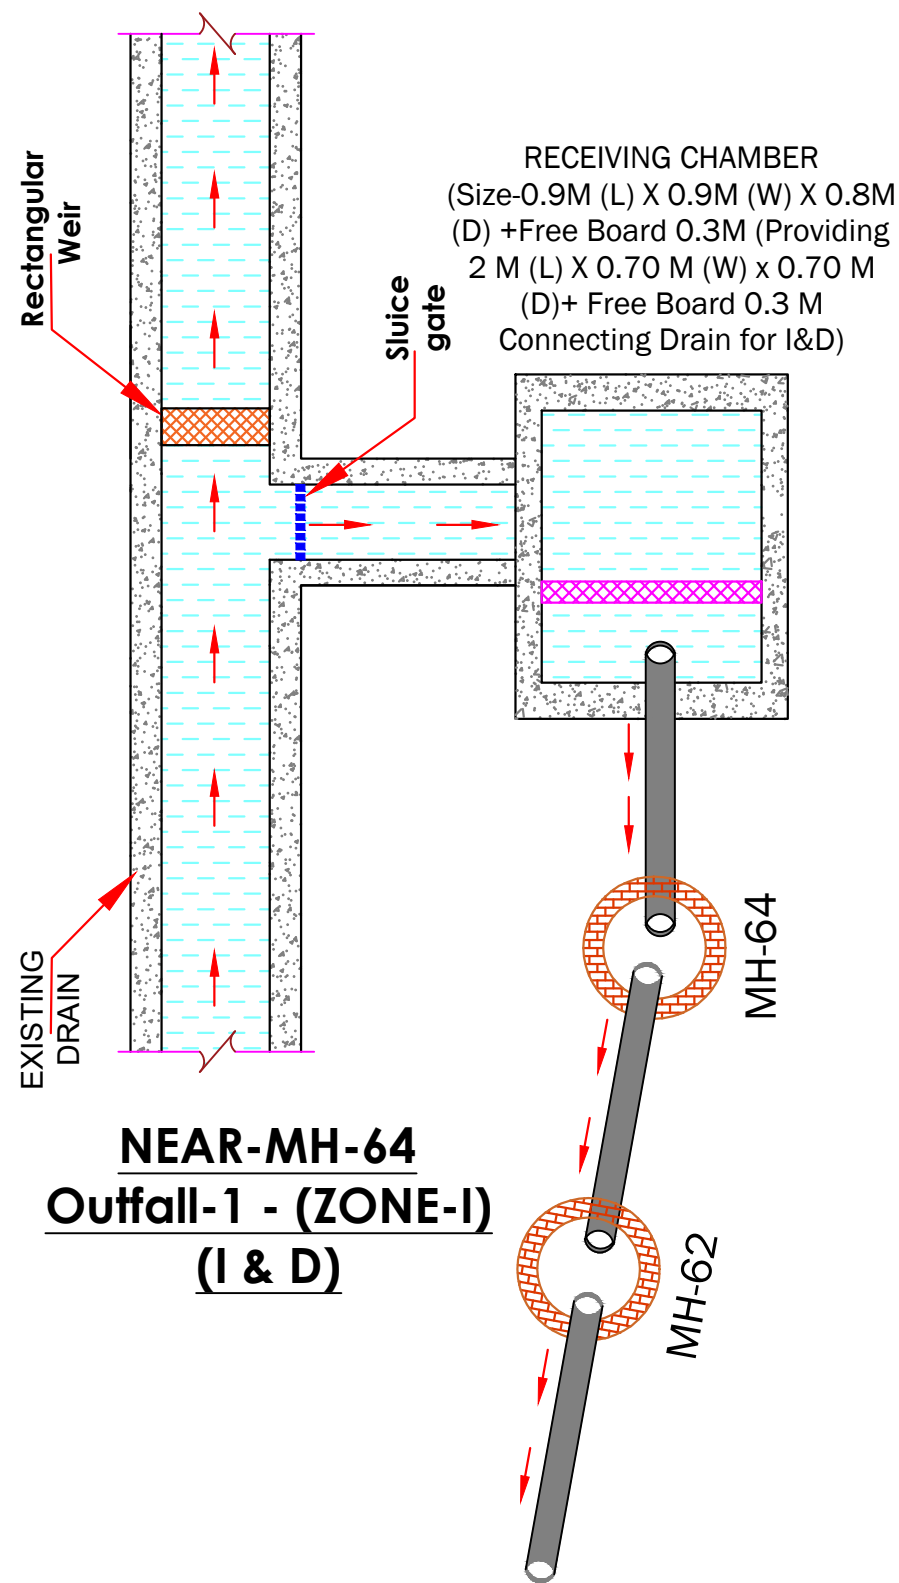 RECEIVING CHAMBER
(Size-0.9M (L) X 0.9M (W) X 0.8M
(D) +Free Board 0.3M (Providing
2 M (L) X 0.70 M (W) x 0.70 M
(D)+ Free Board 0.3 M
Connecting Drain for I&D)
Rectangular
Weir
Sluice
gate
EXISTING
DRAIN
MH-64
MH-62
NEAR-MH-64
Outfall-1 - (ZONE-I)
(I & D)